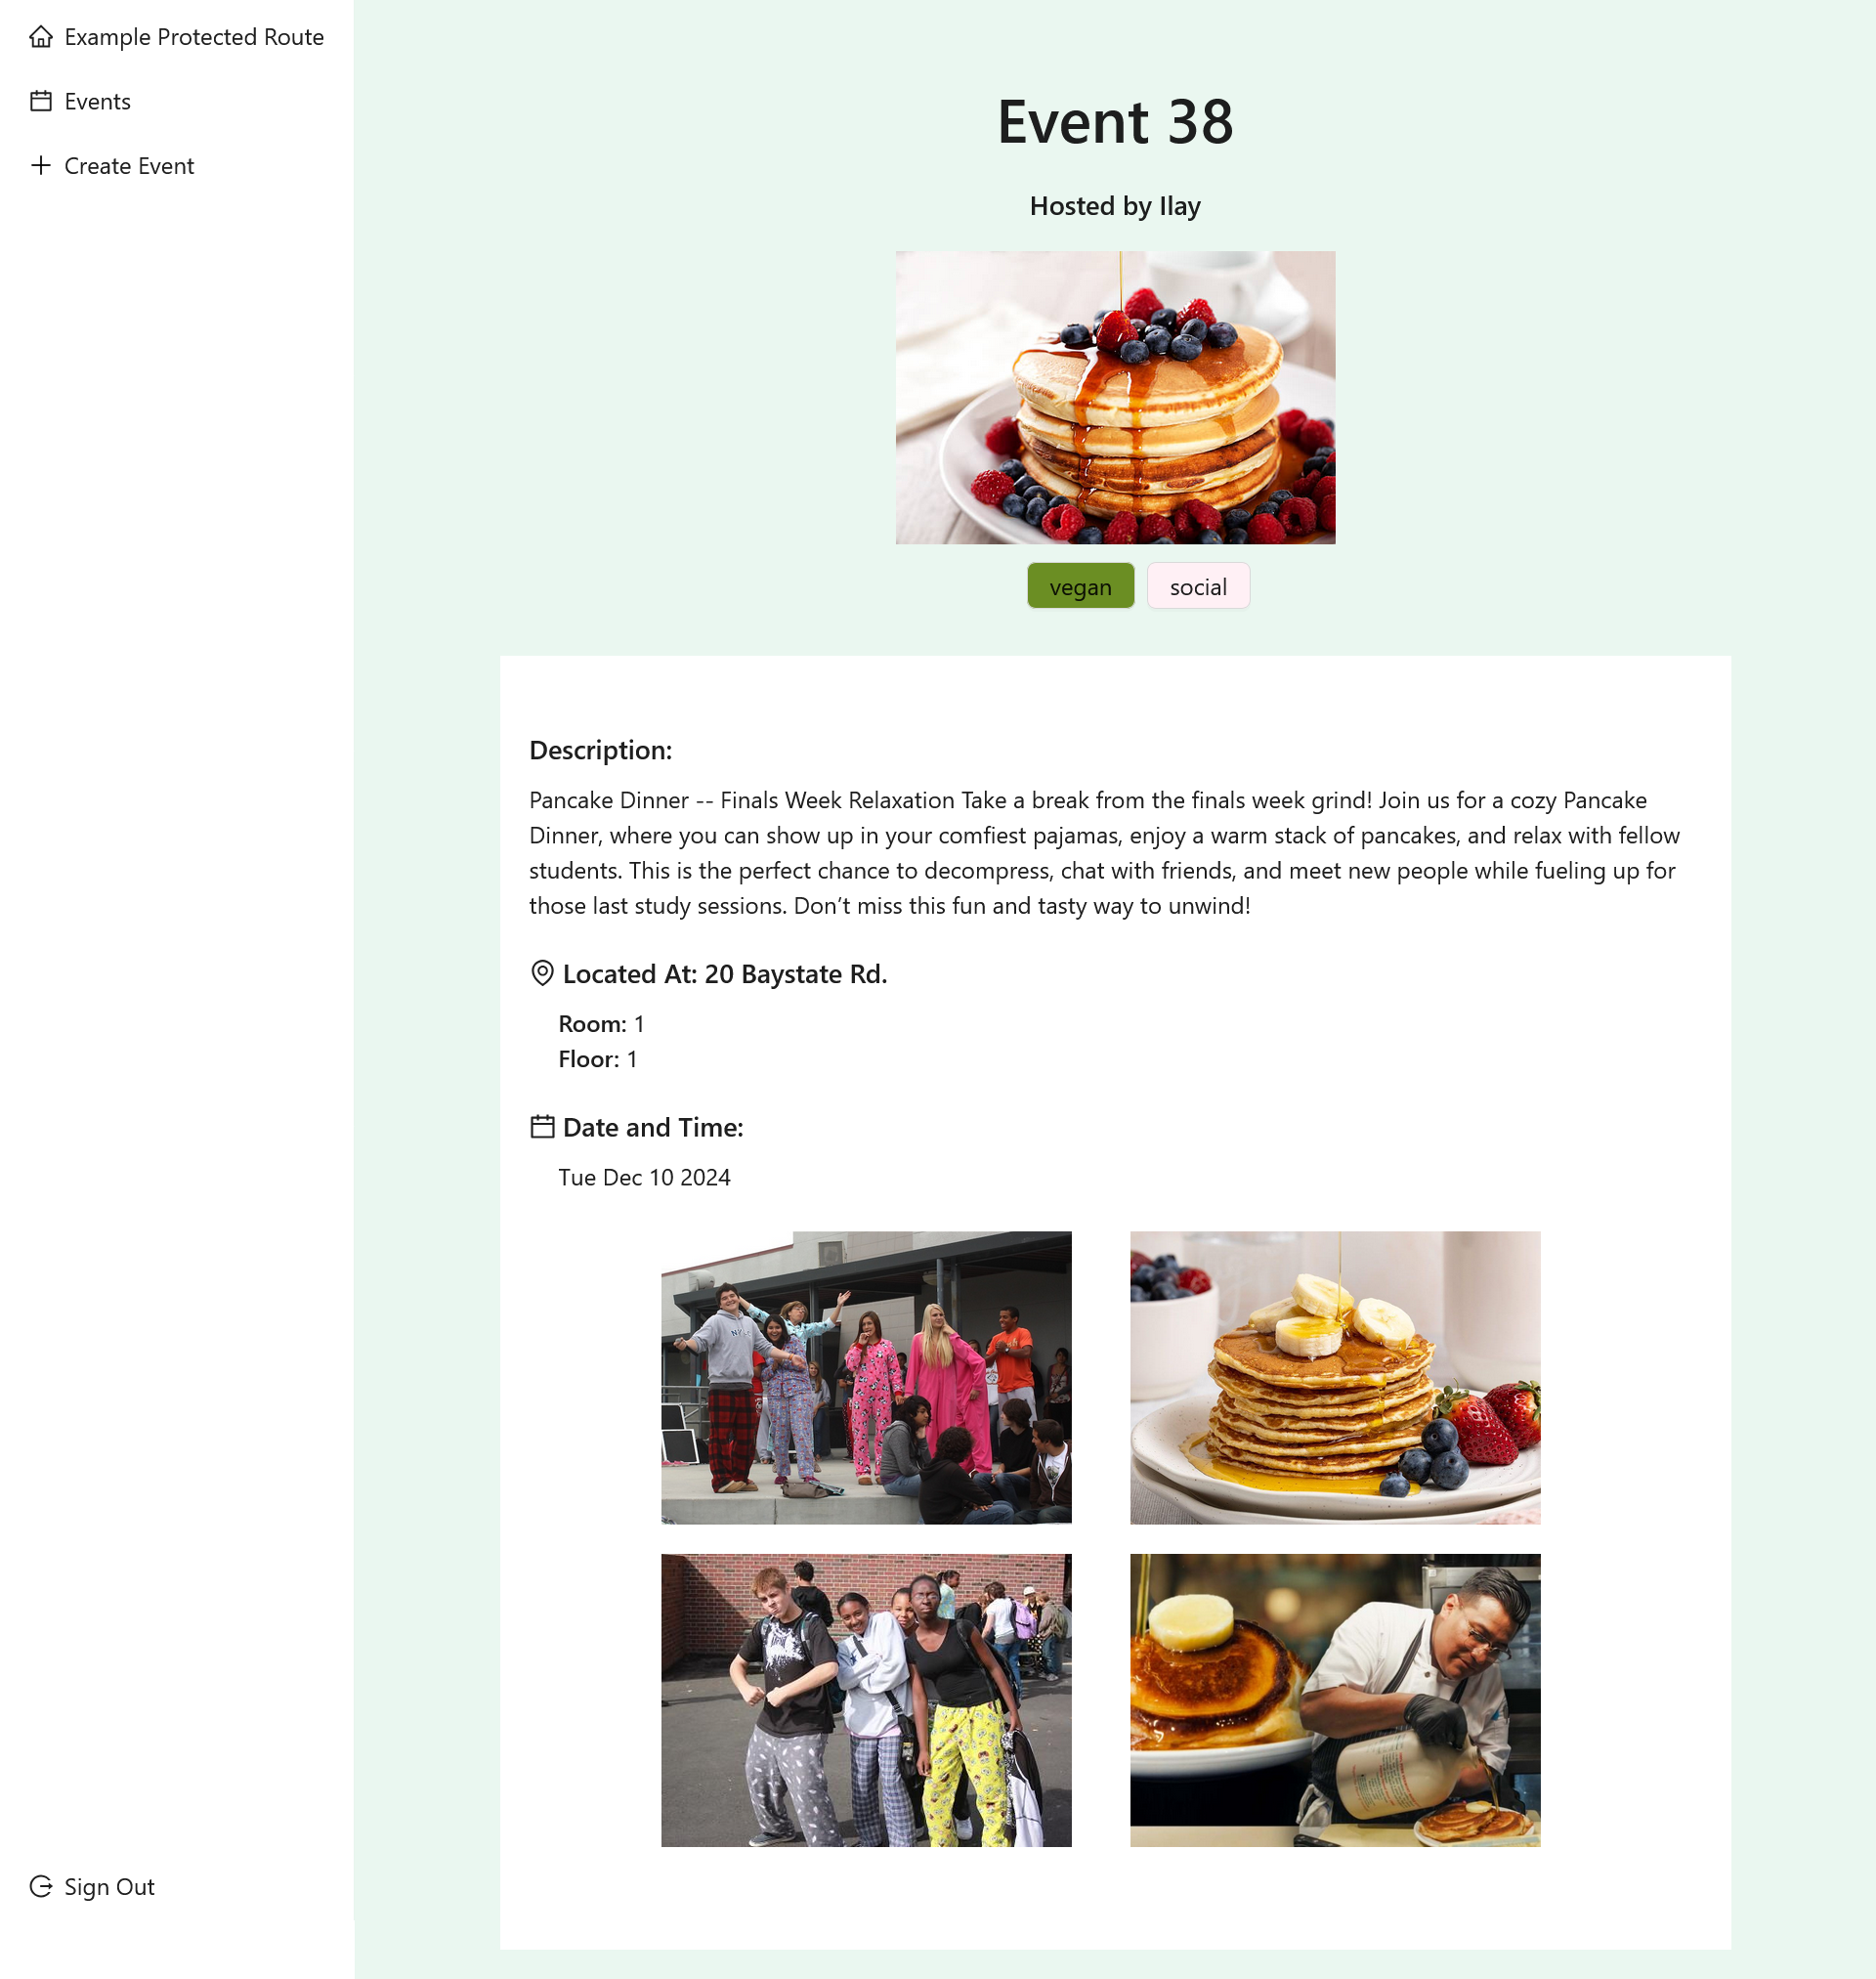 Example Protected Route
Events
Create Event
Event 38
Hosted by Ilay
vegan
social
Description:
Pancake Dinner -- Finals Week Relaxation Take a break from the finals week grind! Join us for a cozy Pancake
Dinner, where you can show up in your comfiest pajamas, enjoy a warm stack of pancakes, and relax with fellow
students. This is the perfect chance to decompress, chat with friends, and meet new people while fueling up for
those last study sessions. Don’t miss this fun and tasty way to unwind!
Located At: 20 Baystate Rd.
Room: 1
Floor: 1
Date and Time:
Tue Dec 10 2024
Sign Out